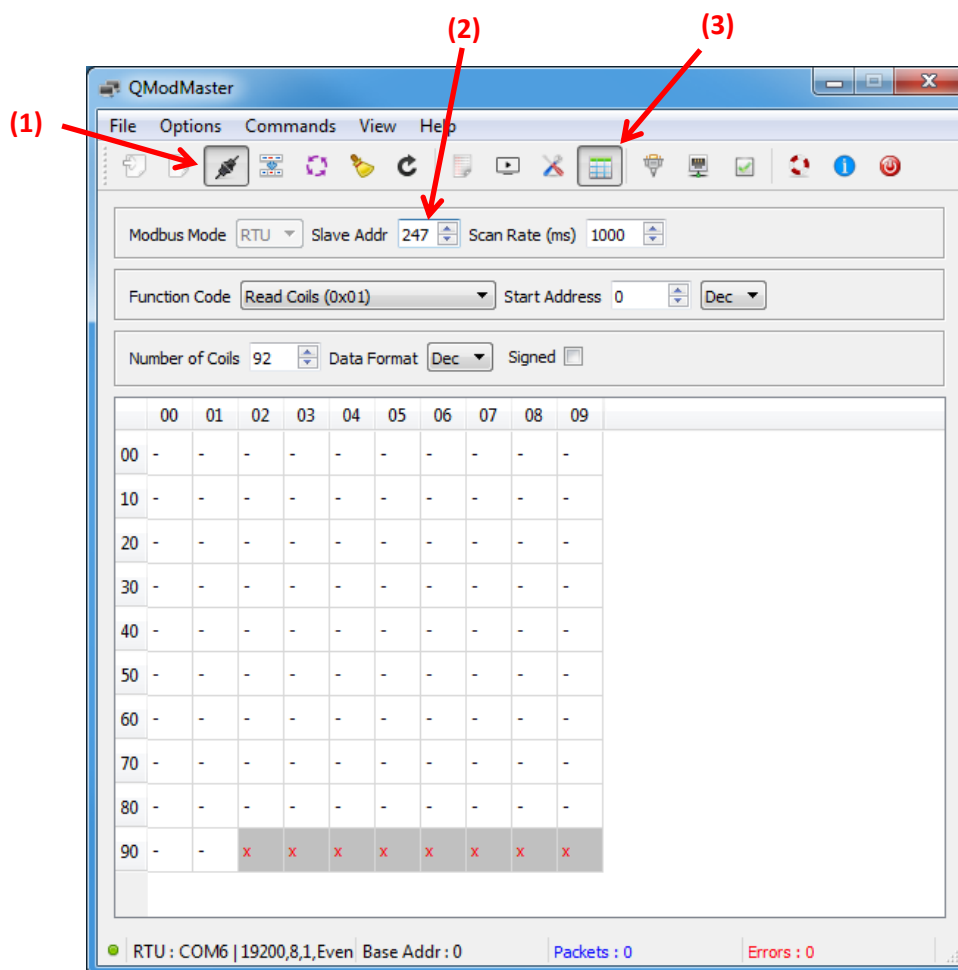 (2)
(3)
QModMaster
(1)
File Options Commands View Help
Modbus Mode RTU Slave Addr 247 Scan Rate (ms) 1000
Function Code Read Coils (0x01) Start Address 0 Dec
Number of Coils 92 Data Format Dec Signed
00 01 02 03 04 05 06 07 08 09
00 - - - - - - - - - -
10 - - - - - - - - - -
20 - - - - - - - - - -
30 - - - - - - - - - -
40 - - - - - - - - - -
50 - - - - - - - - - -
60 - - - - - - - - - -
70 - - - - - - - - - -
80 - - - - - - - - - -
90 - - x x x x x x x x
RTU : COM6 | 19200,8,1,Even Base Addr : 0 Packets : 0 Errors : 0